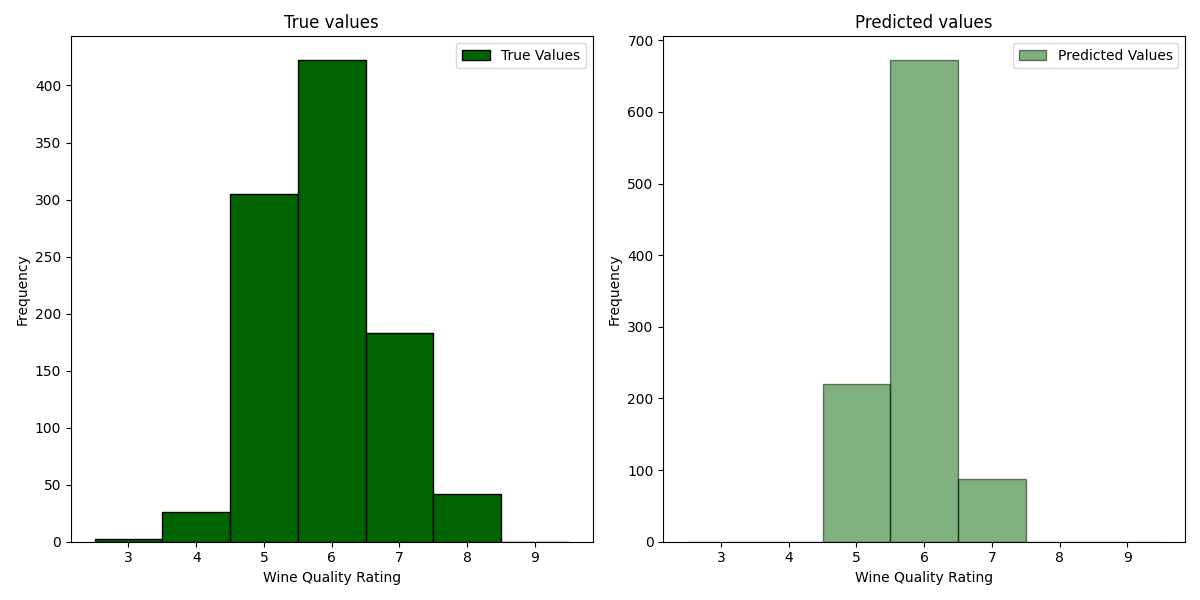 True values
True Values
400
350
300
250
200
150
100
50
0
Frequency
3 4 5 6 7 8 9
Wine Quality Rating
Predicted values
Predicted Values
700
600
500
400
300
200
100
0
Frequency
3 4 5 6 7 8 9
Wine Quality Rating